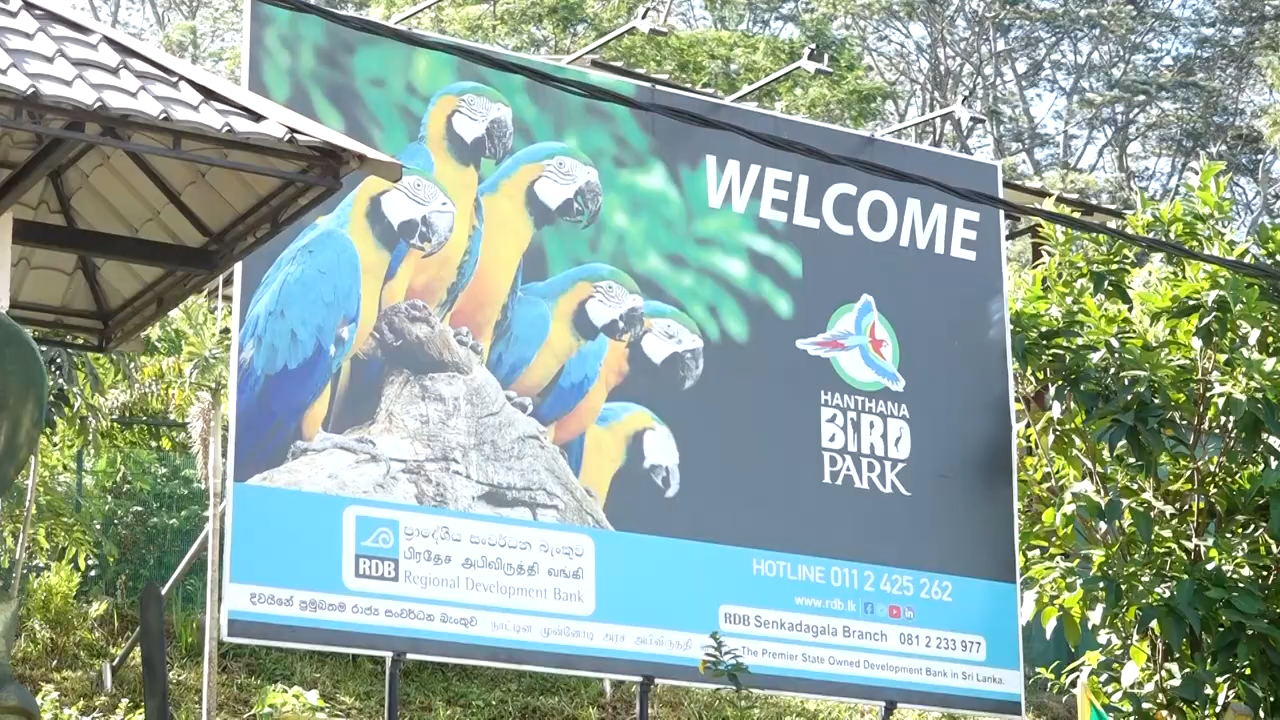 WELCOME
HANTHANA
BIRD
PARK
RDB
ප්‍රාදේශීය සංවර්ධන බැංකුව
பிரதேச அபிவிருத்தி வங்கி
Regional Development Bank
දිවයිනේ ප්‍රමුඛතම රාජ්‍ය සංවර්ධන බැංකුව நாட்டின் முன்னோடி அரச அபிவிருத்தி
HOTLINE 011 2 425 262
www.rdb.lk
RDB Senkadagala Branch 081 2 233 977
The Premier State Owned Development Bank in Sri Lanka.